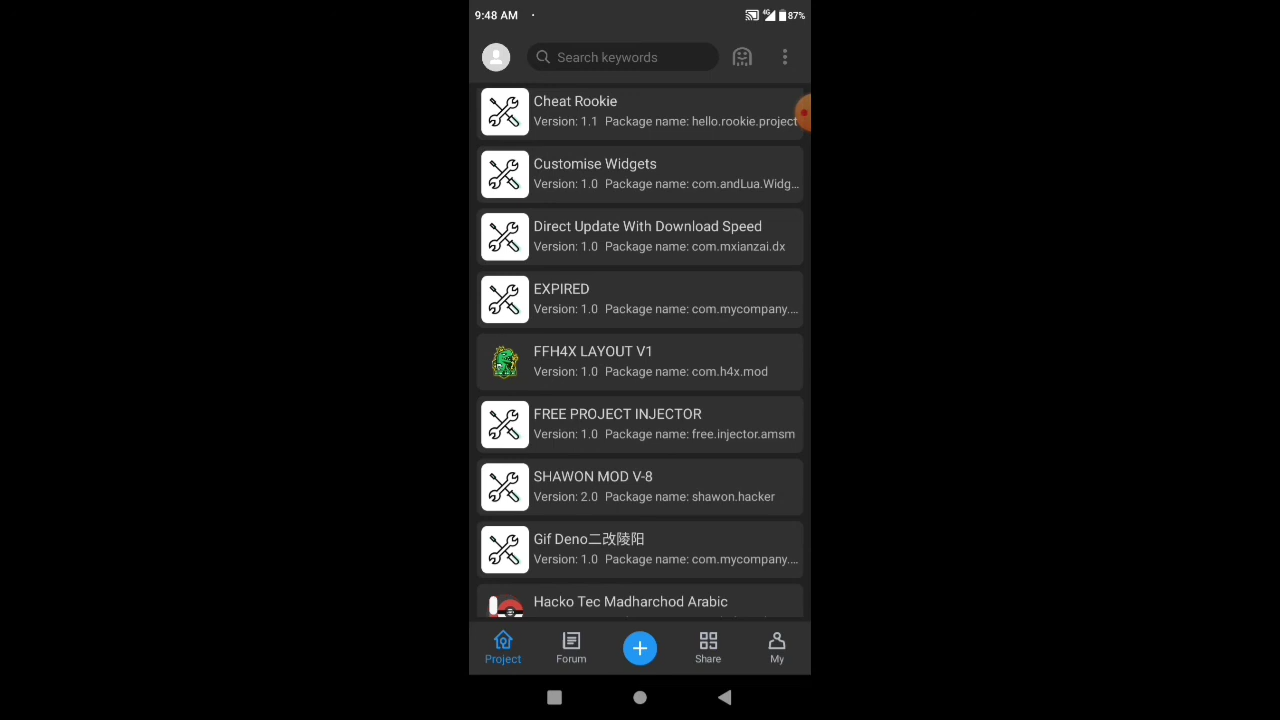 9:48 AM
4G
87%
Search keywords
Cheat Rookie
Version: 1.1 Package name: hello.rookie.project
Customise Widgets
Version: 1.0 Package name: com.andLua.Widg...
Direct Update With Download Speed
Version: 1.0 Package name: com.mxianzai.dx
EXPIRED
Version: 1.0 Package name: com.mycompany....
FFH4X LAYOUT V1
Version: 1.0 Package name: com.h4x.mod
FREE PROJECT INJECTOR
Version: 1.0 Package name: free.injector.amsm
SHAWON MOD V-8
Version: 2.0 Package name: shawon.hacker
Gif Deno二改陵阳
Version: 1.0 Package name: com.mycompany....
Hacko Tec Madharchod Arabic
Project
Forum
Share
My